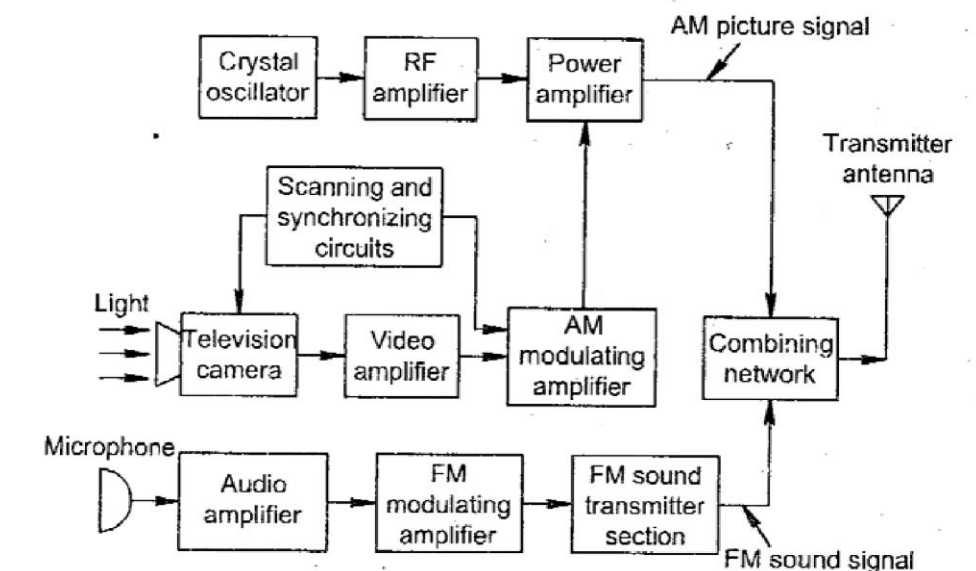 AM picture signal
Crystal
oscillator
RF
amplifier
Power
amplifier
Transmitter
antenna
Scanning and
synchronizing
circuits
Light
Television
camera
Video
amplifier
AM
modulating
amplifier
Combining
network
Microphone
Audio
amplifier
FM
modulating
amplifier
FM sound
transmitter
section
FM sound signal